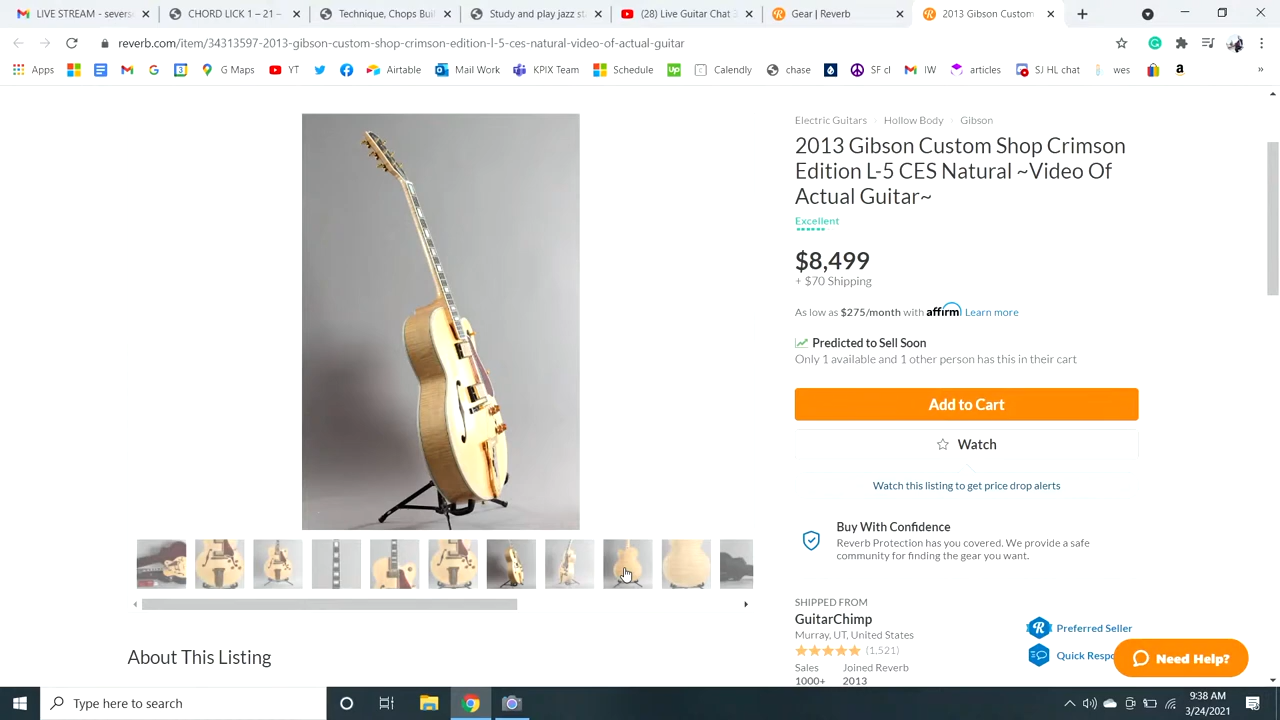 LIVE STREAM - severs
CHORD LICK 1 – 21 –
Technique, Chops Buil
Study and play jazz st
(28) Live Guitar Chat 3
Gear | Reverb
2013 Gibson Custom
reverb.com/item/34313597-2013-gibson-custom-shop-crimson-edition-l-5-ces-natural-video-of-actual-guitar
Apps G Maps YT Airtable Mail Work KPIX Team Schedule Calendly chase SF cl IW articles SJ HL chat wes »
Electric Guitars Hollow Body Gibson
2013 Gibson Custom Shop Crimson
Edition L-5 CES Natural ~Video Of
Actual Guitar~
Excellent
$8,499
+ $70 Shipping
As low as $275/month with affirm Learn more
Predicted to Sell Soon
Only 1 available and 1 other person has this in their cart
Add to Cart
Watch
Watch this listing to get price drop alerts
Buy With Confidence
Reverb Protection has you covered. We provide a safe
community for finding the gear you want.
SHIPPED FROM
GuitarChimp
Murray, UT, United States
(1,521)
Sales Joined Reverb
1000+ 2013
Preferred Seller
Quick Respo
Need Help?
About This Listing
Type here to search
9:38 AM
3/24/2021